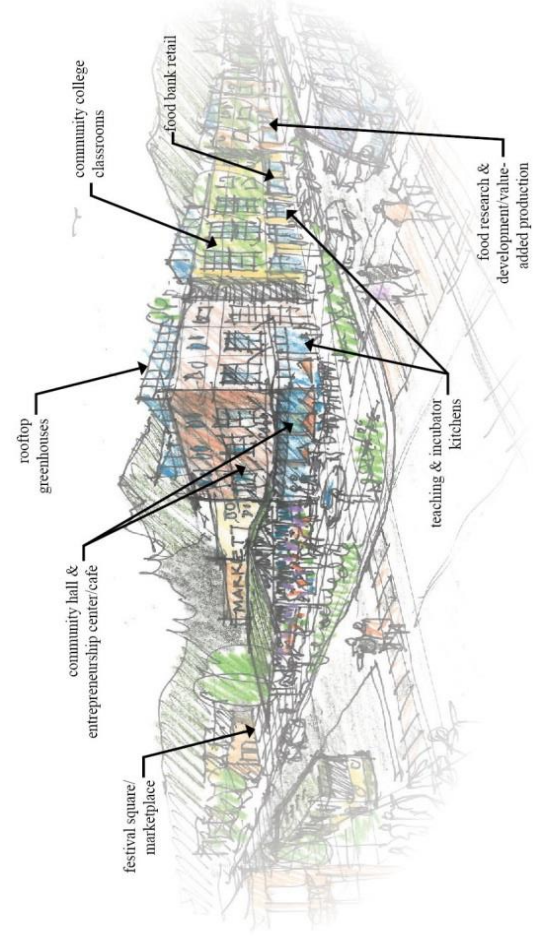 festival square/
marketplace
community hall &
entrepreneurship center/cafe
rooftop
greenhouses
community college
classrooms
food bank retail
MARKET
teaching & incubator
kitchens
food research &
development/value-
added production